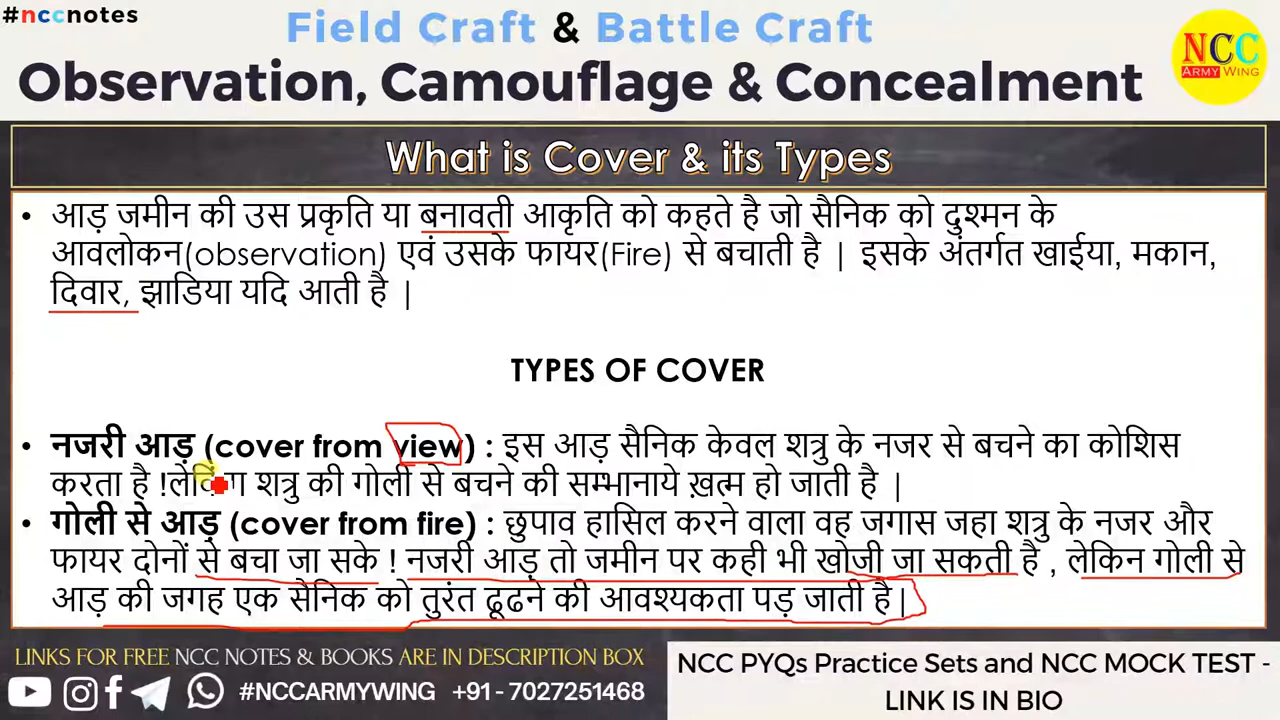 #nccnotes
Field Craft & Battle Craft
Observation, Camouflage & Concealment
NCC
ARMY WING
What is Cover & its Types
• आड़ जमीन की उस प्रकृति या बनावती आकृति को कहते है जो सैनिक को दुश्मन के
आवलोकन(observation) एवं उसके फायर(Fire) से बचाती है | इसके अंतर्गत खाईया, मकान,
दिवार, झाडिया यदि आती है |
TYPES OF COVER
• नजरी आड़ (cover from view) : इस आड़ सैनिक केवल शत्रु के नजर से बचने का कोशिस
करता है ! शत्रु की गोली से बचने की सम्भानाये ख़त्म हो जाती है |
• गोली से आड़ (cover from fire) : छुपाव हासिल करने वाला वह जगास जहा शत्रु के नजर और
फायर दोनों से बचा जा सके ! नजरी आड़ तो जमीन पर कही भी खोजी जा सकती है , लेकिन गोली से
आड़ की जगह एक सैनिक को तुरंत ढूढने की आवश्यकता पड़ जाती है|
LINKS FOR FREE NCC NOTES & BOOKS ARE IN DESCRIPTION BOX
#NCCARMYWING +91 - 7027251468
NCC PYQs Practice Sets and NCC MOCK TEST -
LINK IS IN BIO